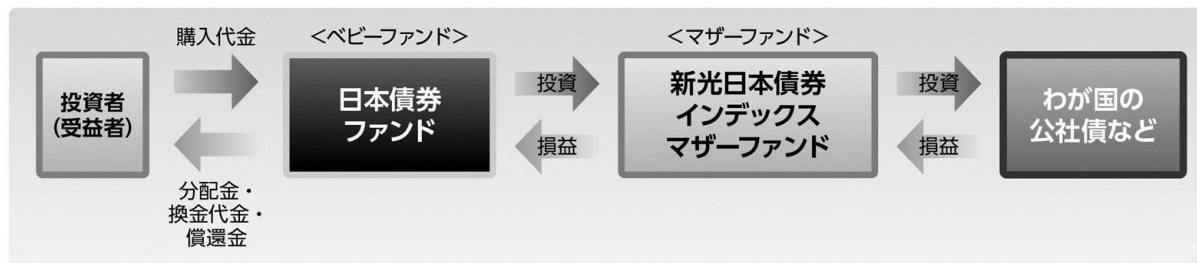 購入代金
<ベビーファンド>
<マザーファンド>
投資者
(受益者)
日本債券
ファンド
投資
損益
新光日本債券
インデックス
マザーファンド
投資
損益
わが国の
公社債など
分配金・
換金代金・
償還金